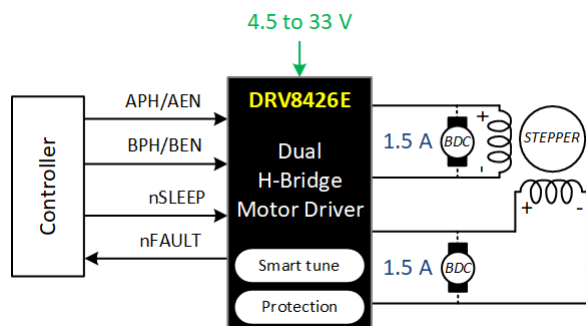 4.5 to 33 V
Controller
APH/AEN
BPH/BEN
nSLEEP
nFAULT
DRV8426E
Dual
H-Bridge
Motor Driver
Smart tune
Protection
1.5 A
BDC
+
-
STEPPER
+ -
1.5 A
BDC